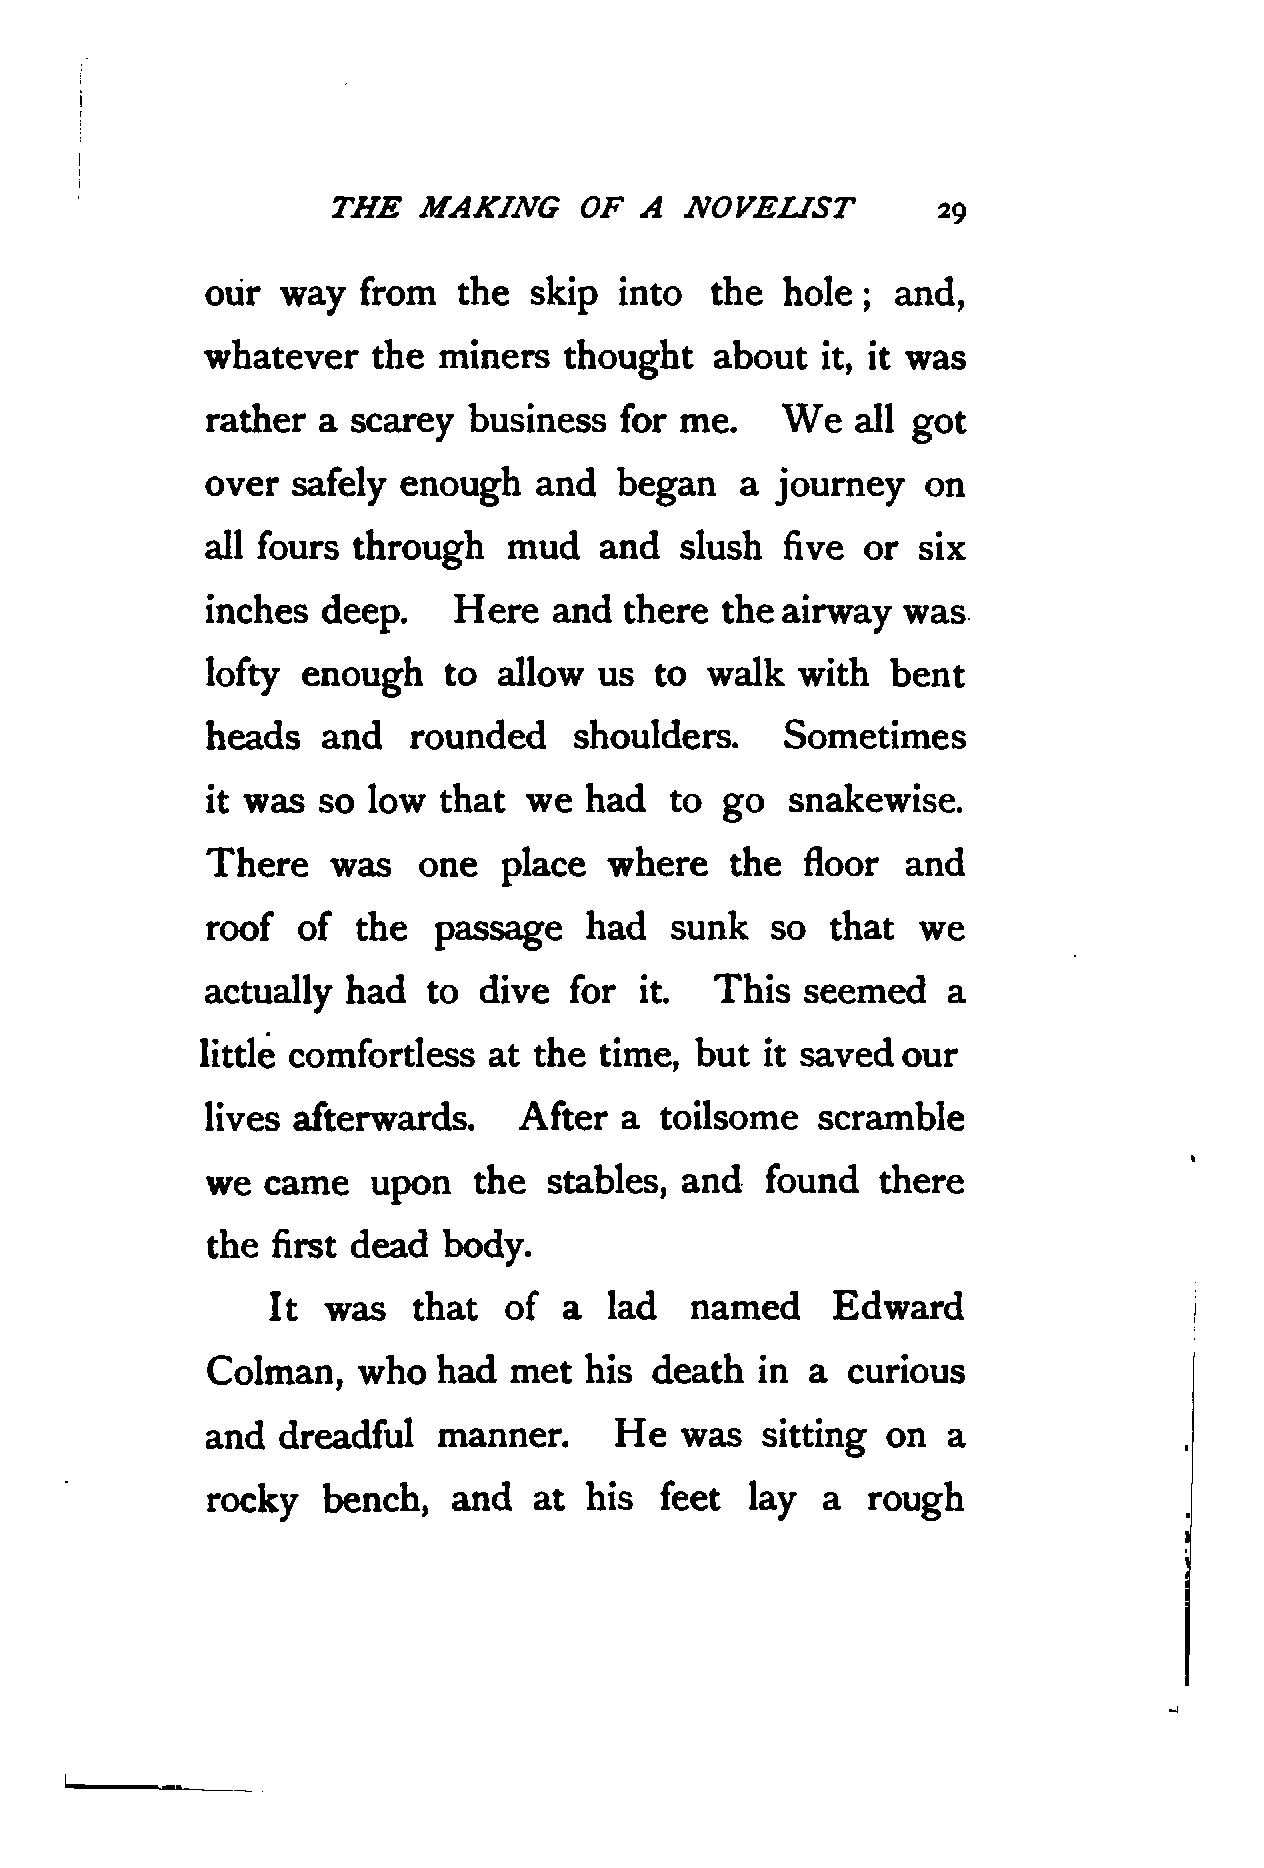 THE MAKING OF A NOVELIST 29
our way from the skip into the hole ; and,
whatever the miners thought about it, it was
rather a scarey business for me. We all got
over safely enough and began a journey on
all fours through mud and slush five or six
inches deep. Here and there the airway was
lofty enough to allow us to walk with bent
heads and rounded shoulders. Sometimes
it was so low that we had to go snakewise.
There was one place where the floor and
roof of the passage had sunk so that we
actually had to dive for it. This seemed a
little comfortless at the time, but it saved our
lives afterwards. After a toilsome scramble
we came upon the stables, and found there
the first dead body.
It was that of a lad named Edward
Colman, who had met his death in a curious
and dreadful manner. He was sitting on a
rocky bench, and at his feet lay a rough